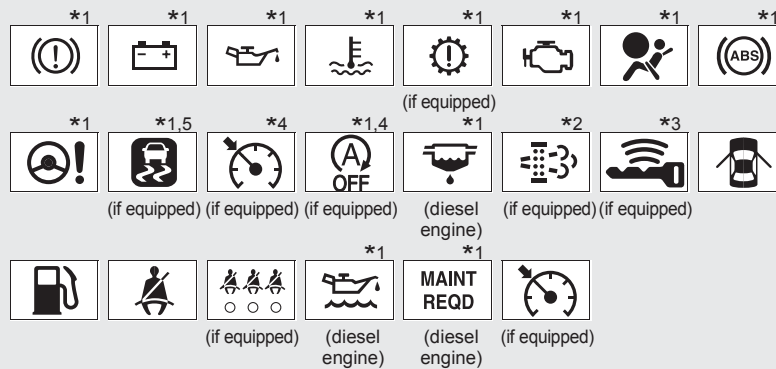 *1 *1 *1 *1 *1 *1 *1 *1
ABS
(if equipped)
*1 *1,5 *4 *1,4 *1 *2 *3
A
OFF
(if equipped) (if equipped) (if equipped) (diesel engine) (if equipped) (if equipped)
*1 *1
MAINT
REQD
(if equipped) (diesel engine) (diesel engine) (if equipped)